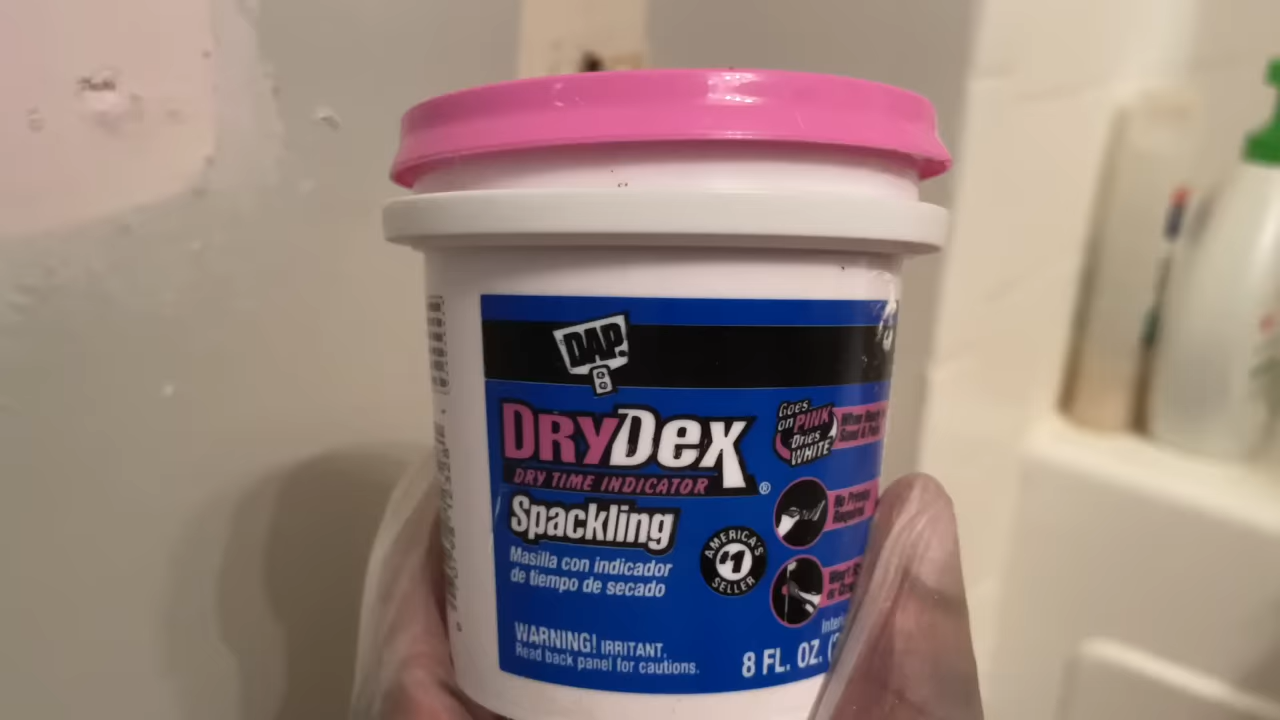 DAP.
DRYDEX®
DRY TIME INDICATOR
Spackling
Masilla con indicador
de tiempo de secado
AMERICA'S
#1
SELLER
Goes
on PINK
Dries
WHITE
No
WARNING! IRRITANT.
Read back panel for cautions.
8 FL. OZ.